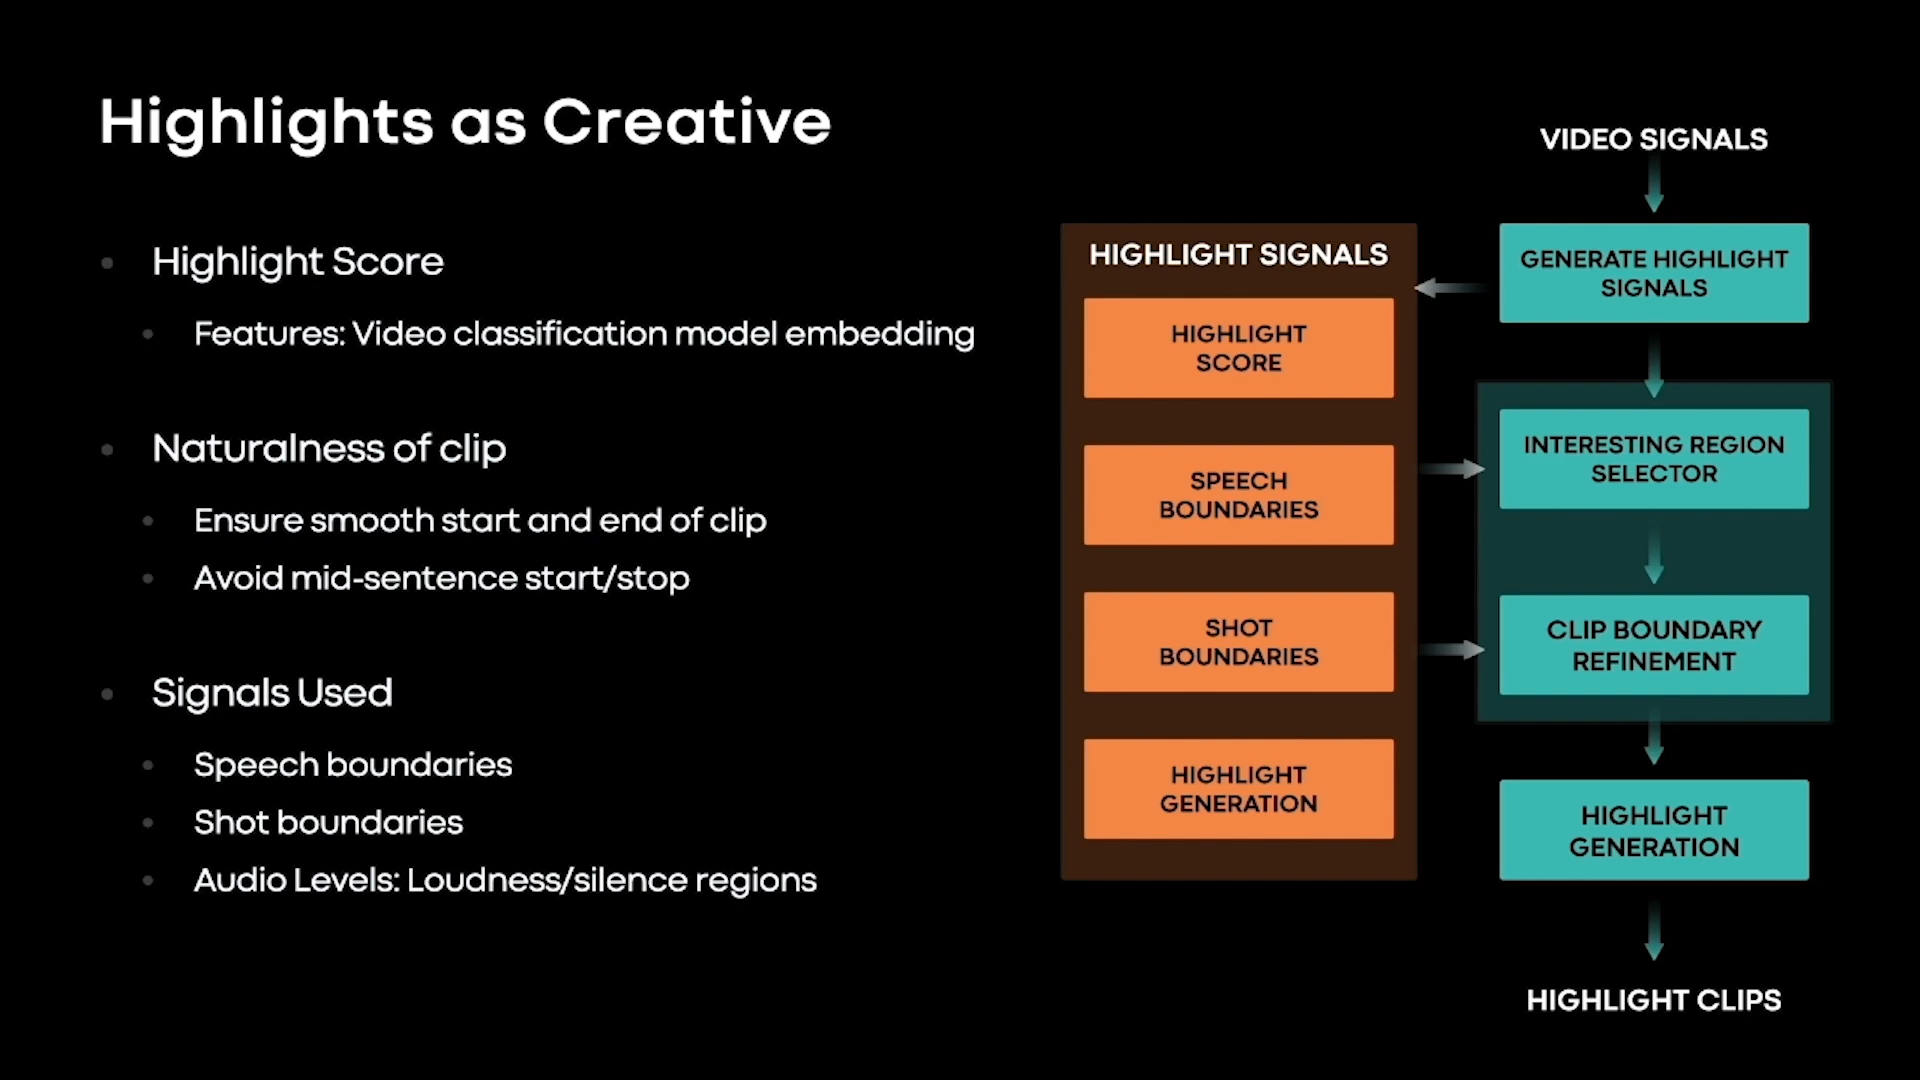 Highlights as Creative
Highlight Score
Features: Video classification model embedding
Naturalness of clip
Ensure smooth start and end of clip
Avoid mid-sentence start/stop
Signals Used
Speech boundaries
Shot boundaries
Audio Levels: Loudness/silence regions
HIGHLIGHT SIGNALS
HIGHLIGHT
SCORE
SPEECH
BOUNDARIES
SHOT
BOUNDARIES
HIGHLIGHT
GENERATION
VIDEO SIGNALS
GENERATE HIGHLIGHT
SIGNALS
INTERESTING REGION
SELECTOR
CLIP BOUNDARY
REFINEMENT
HIGHLIGHT
GENERATION
HIGHLIGHT CLIPS